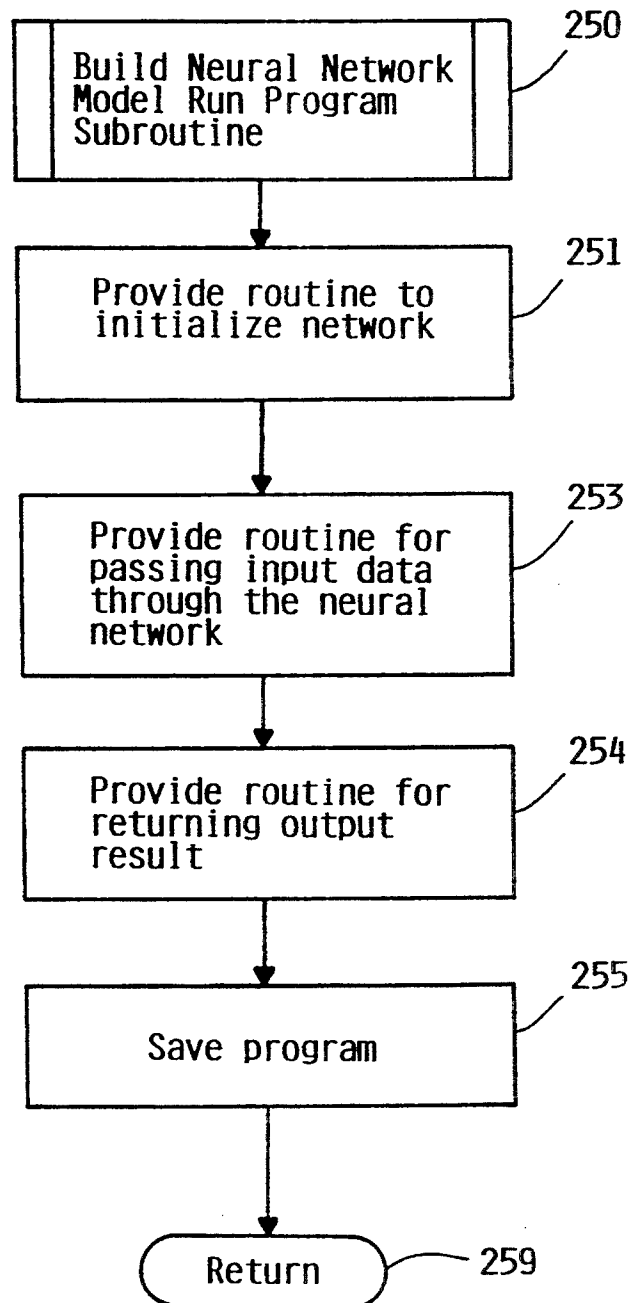 250
Build Neural Network
Model Run Program
Subroutine
251
Provide routine to
initialize network
253
Provide routine for
passing input data
through the neural
network
254
Provide routine for
returning output
result
255
Save program
Return
259